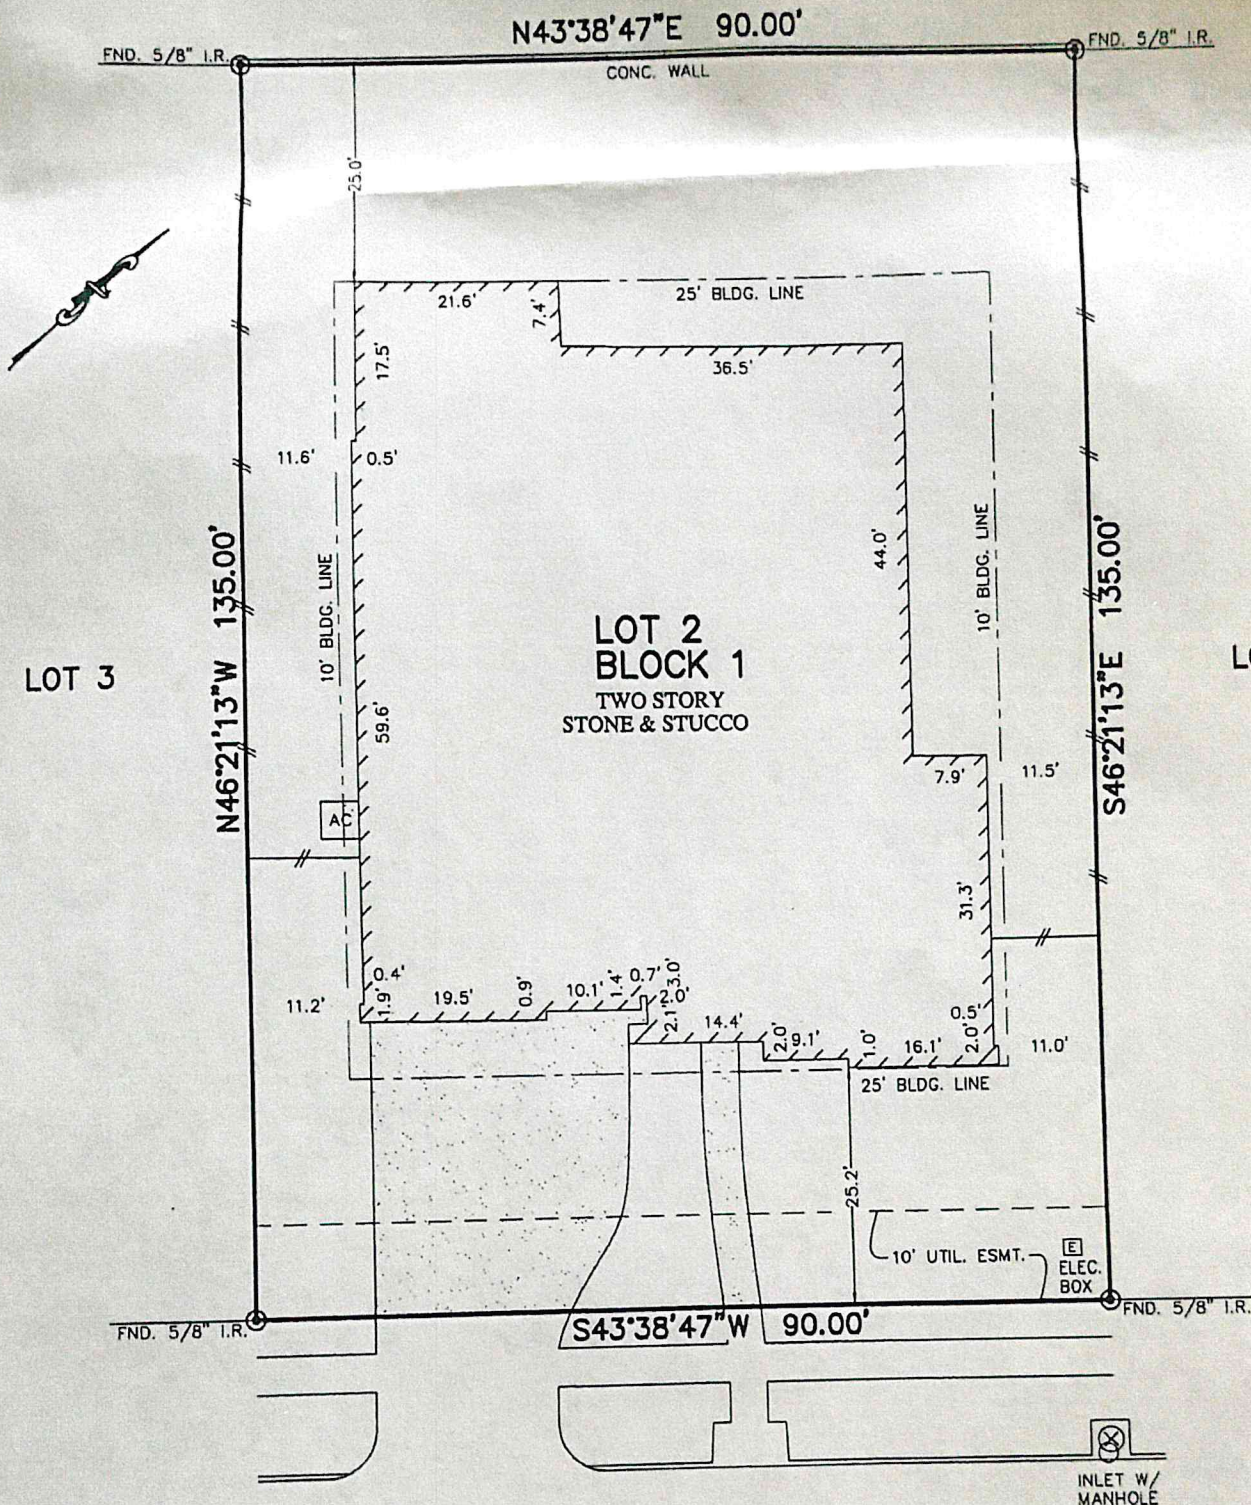 N43°38'47"E 90.00'
FND. 5/8" I.R.
FND. 5/8" I.R.
CONC. WALL
25.0'
21.6'
7.4'
25' BLDG. LINE
36.5'
17.5'
11.6'
0.5'
10' BLDG. LINE
N46°21'13"W 135.00'
LOT 3
44.0'
10' BLDG. LINE
S46°21'13"E 135.00'
LOT 2
BLOCK 1
TWO STORY
STONE & STUCCO
59.6'
AC
7.9'
11.5'
31.3'
0.4'
11.2'
1.9'
19.5'
0.9'
10.1'
1.4'
0.7'
3.0'
2.0'
2.1'
14.4'
2.0'
9.1'
1.0'
16.1'
2.0'
0.5'
11.0'
25' BLDG. LINE
25.2'
10' UTIL. ESMT.
E
ELEC.
BOX
FND. 5/8" I.R.
S43°38'47"W 90.00'
FND. 5/8" I.R.
INLET W/
MANHOLE